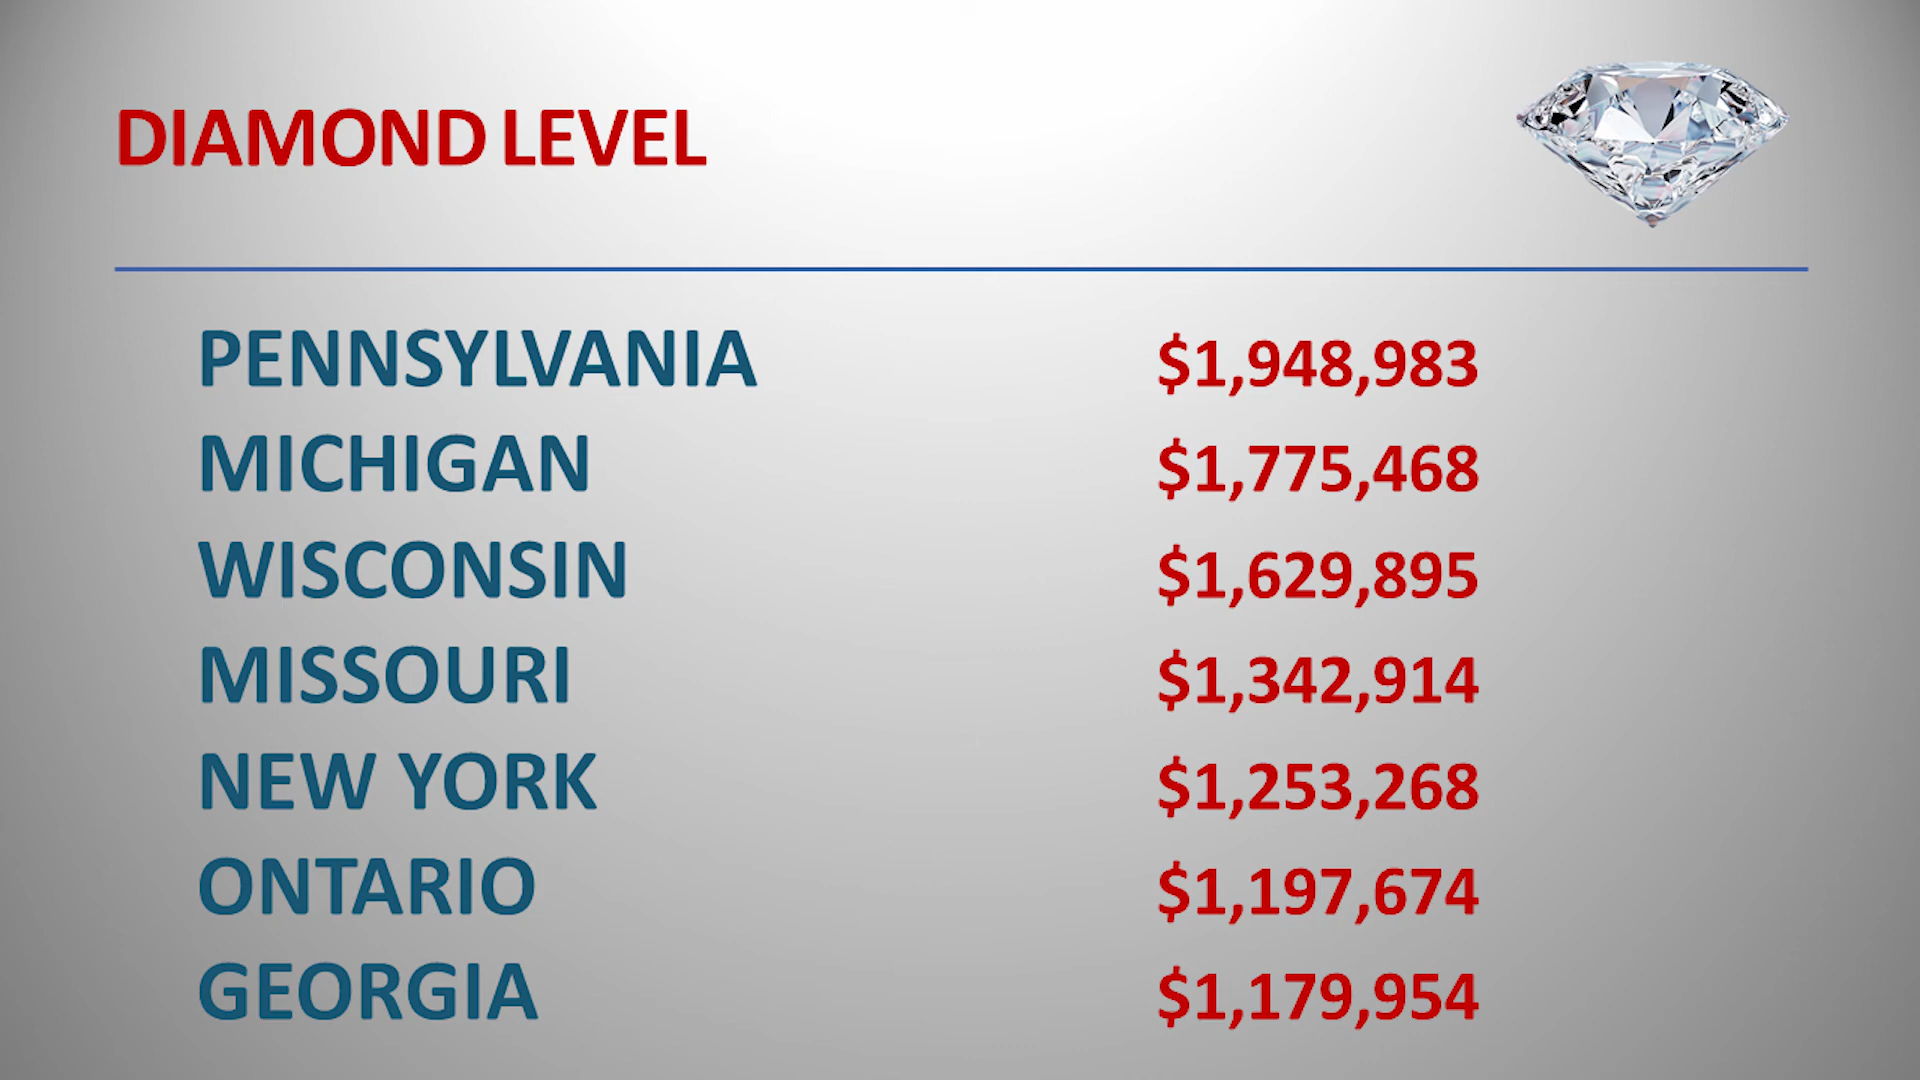 DIAMOND LEVEL
PENNSYLVANIA $1,948,983
MICHIGAN $1,775,468
WISCONSIN $1,629,895
MISSOURI $1,342,914
NEW YORK $1,253,268
ONTARIO $1,197,674
GEORGIA $1,179,954